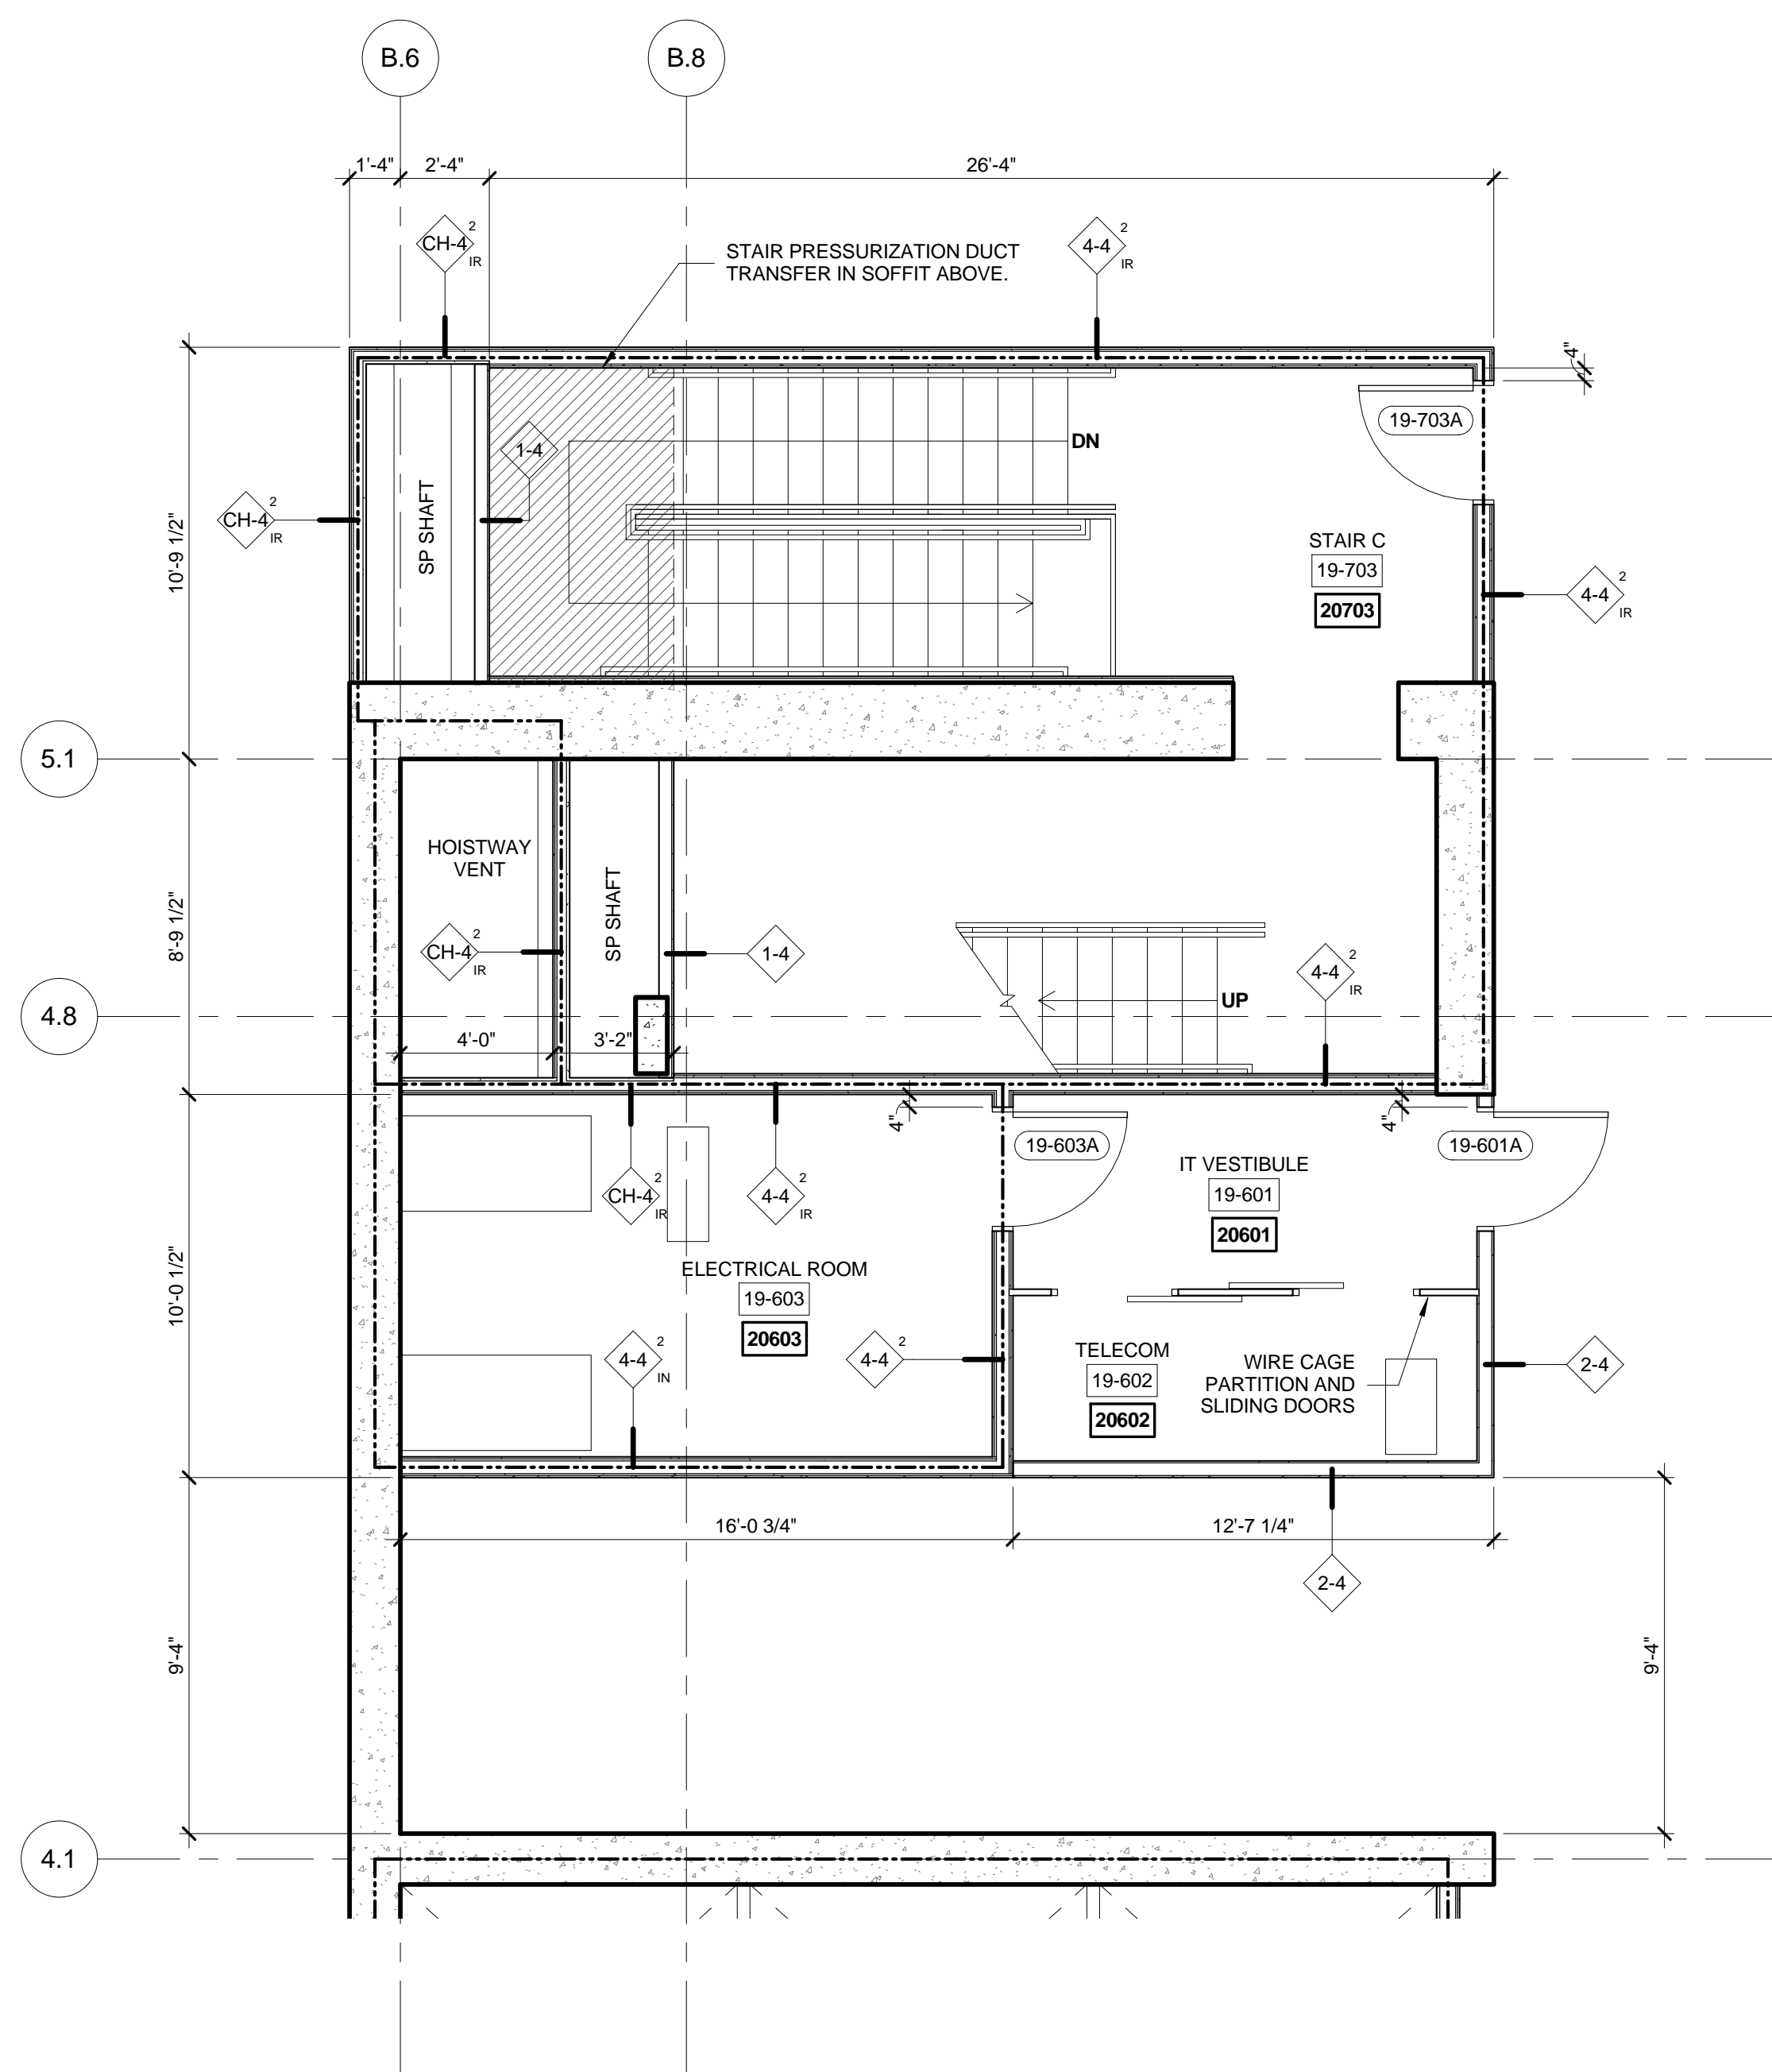 B.6
B.8
1'-4"
2'-4"
26'-4"
CH-4
2
IR
STAIR PRESSURIZATION DUCT
TRANSFER IN SOFFIT ABOVE.
4-4
2
IR
4"
19-703A
DN
1-4
SP SHAFT
CH-4
2
IR
10'-9 1/2"
STAIR C
19-703
20703
4-4
2
IR
5.1
HOISTWAY
VENT
SP SHAFT
8'-9 1/2"
CH-4
2
IR
1-4
4-4
2
IR
UP
4.8
4'-0"
3'-2"
4"
4"
19-603A
19-601A
CH-4
2
IR
4-4
2
IR
IT VESTIBULE
19-601
20601
10'-0 1/2"
ELECTRICAL ROOM
19-603
20603
4-4
2
IN
4-4
2
TELECOM
19-602
20602
WIRE CAGE
PARTITION AND
SLIDING DOORS
2-4
16'-0 3/4"
12'-7 1/4"
2-4
9'-4"
9'-4"
4.1